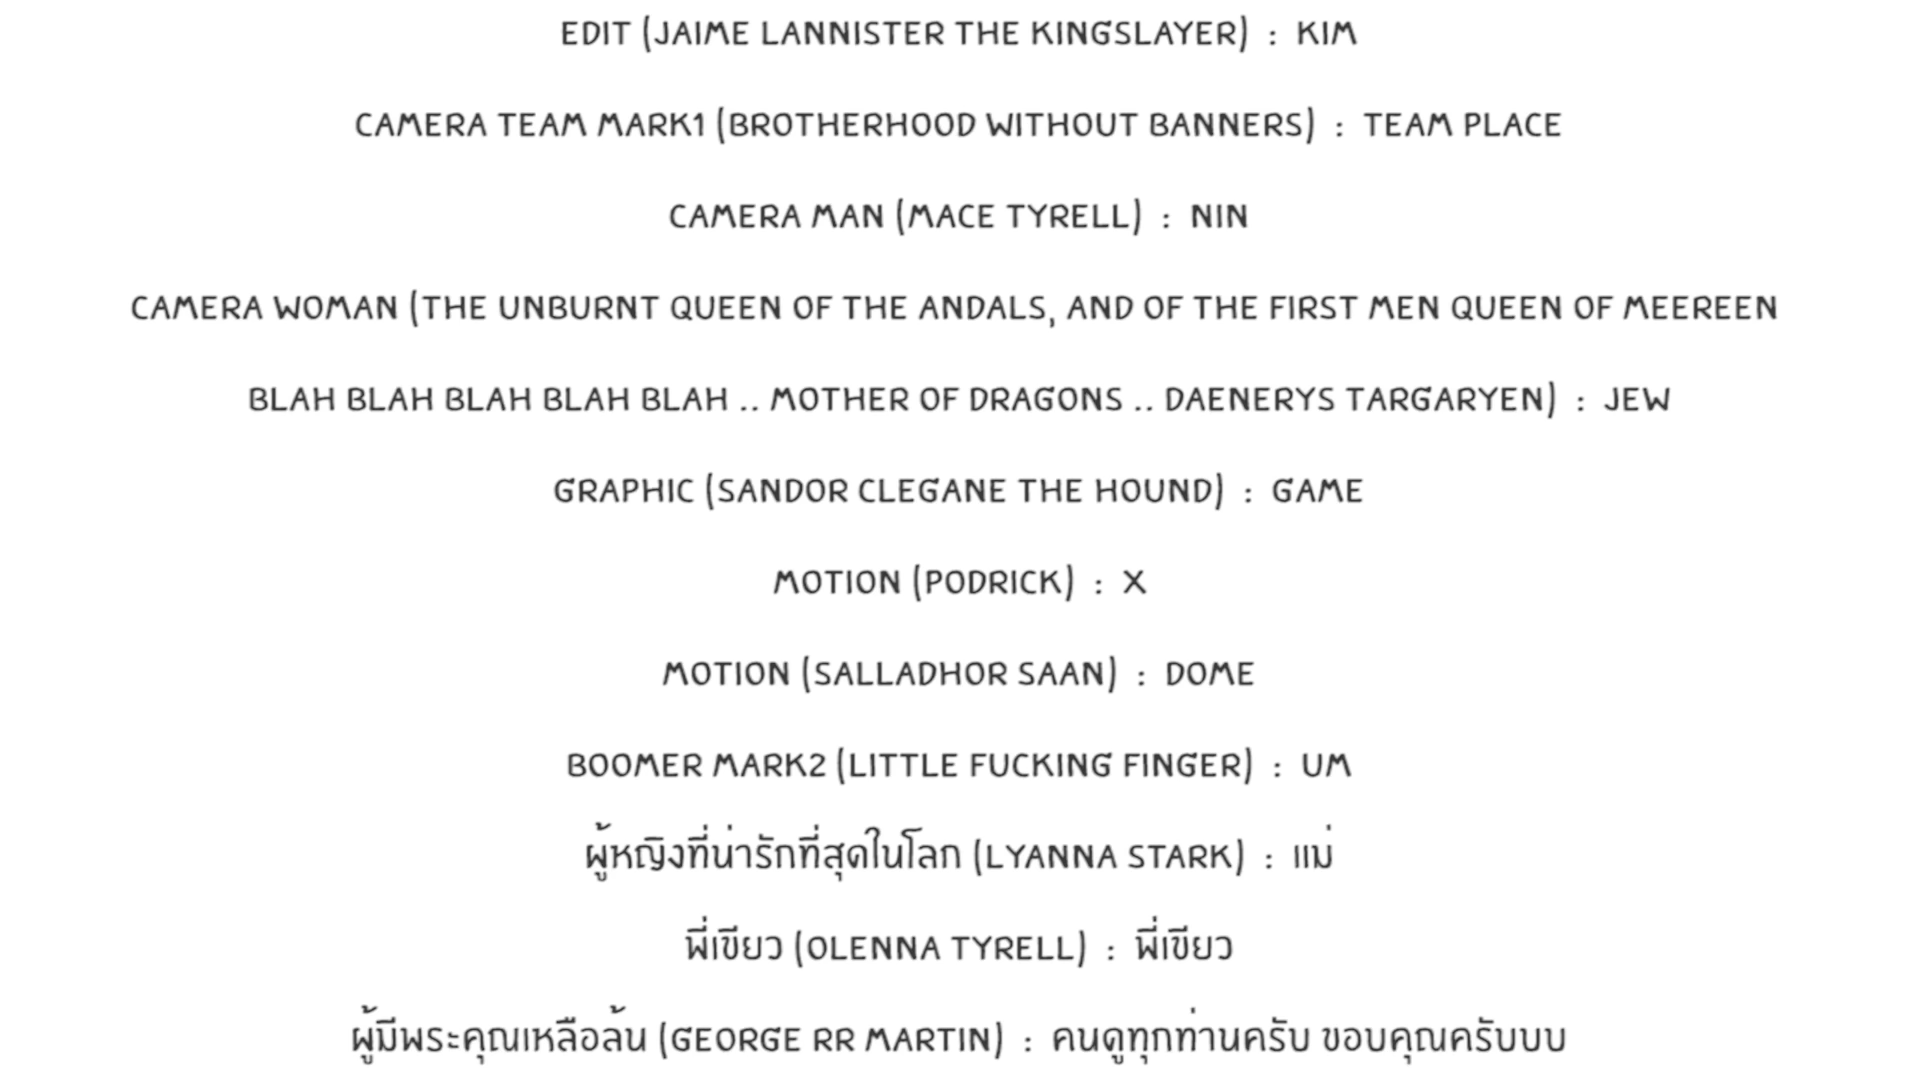 EDIT (JAIME LANNISTER THE KINGSLAYER) : KIM
CAMERA TEAM MARK1 (BROTHERHOOD WITHOUT BANNERS) : TEAM PLACE
CAMERA MAN (MACE TYRELL) : NIN
CAMERA WOMAN (THE UNBURNT QUEEN OF THE ANDALS, AND OF THE FIRST MEN QUEEN OF MEEREEN
BLAH BLAH BLAH BLAH BLAH .. MOTHER OF DRAGONS .. DAENERYS TARGARYEN) : JEW
GRAPHIC (SANDOR CLEGANE THE HOUND) : GAME
MOTION (PODRICK) : X
MOTION (SALLADHOR SAAN) : DOME
BOOMER MARK2 (LITTLE FUCKING FINGER) : UM
ผู้หญิงที่น่ารักที่สุดในโลก (LYANNA STARK) : แม่
พี่เขียว (OLENNA TYRELL) : พี่เขียว
ผู้มีพระคุณเหลือล้น (GEORGE RR MARTIN) : คนดูทุกท่านครับ ขอบคุณครับบบ